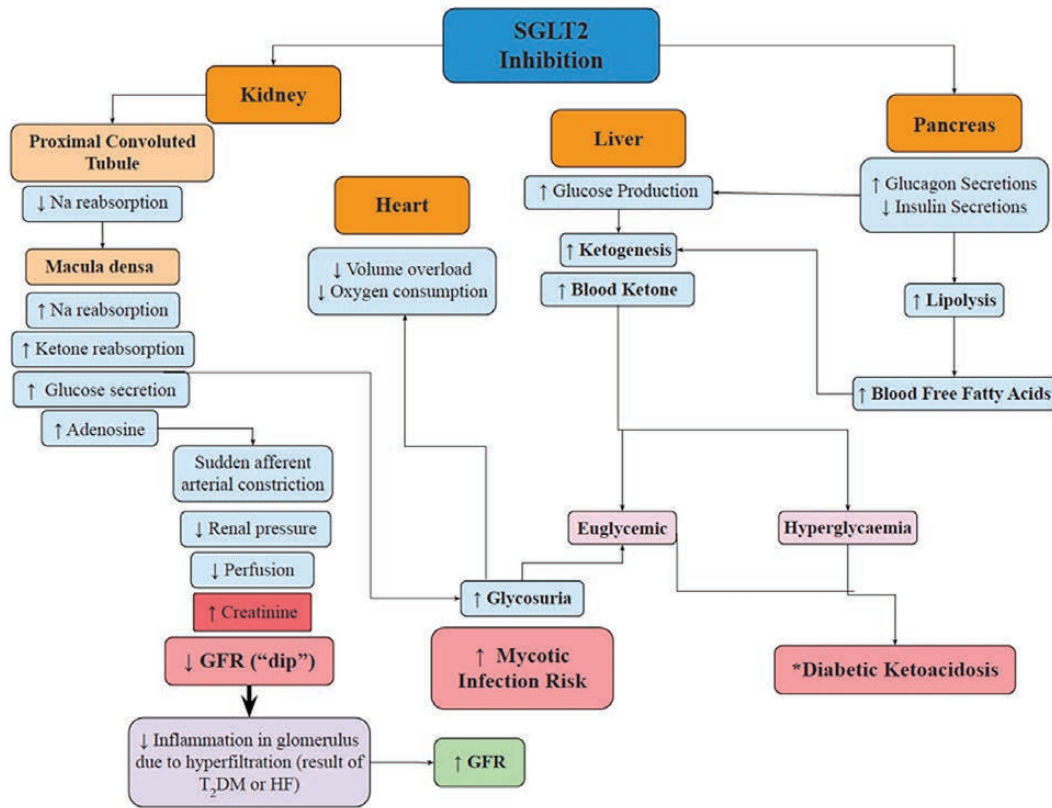 SGLT2
Inhibition
Kidney
Proximal Convoluted
Tubule
↓ Na reabsorption
Macula densa
↑ Na reabsorption
↑ Ketone reabsorption
↑ Glucose secretion
↑ Adenosine
Sudden afferent
arterial constriction
↓ Renal pressure
↓ Perfusion
↑ Creatinine
↓ GFR (“dip”)
↓ Inflammation in glomerulus
due to hyperfiltration (result of
T2DM or HF)
↑ GFR
Heart
↓ Volume overload
↓ Oxygen consumption
Liver
↑ Glucose Production
↑ Ketogenesis
↑ Blood Ketone
Pancreas
↑ Glucagon Secretions
↓ Insulin Secretions
↑ Lipolysis
↑ Blood Free Fatty Acids
Euglycemic
Hyperglycaemia
↑ Glycosuria
↑ Mycotic
Infection Risk
*Diabetic Ketoacidosis